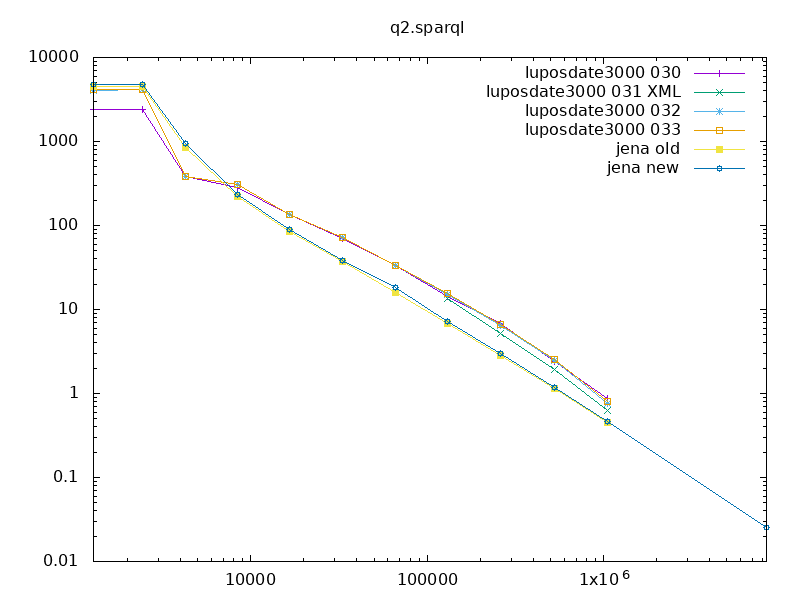 q2.sparql
10000
1000
100
10
1
0.1
0.01
luposdate3000 030
luposdate3000 031 XML
luposdate3000 032
luposdate3000 033
jena old
jena new
10000 100000 1x10^6